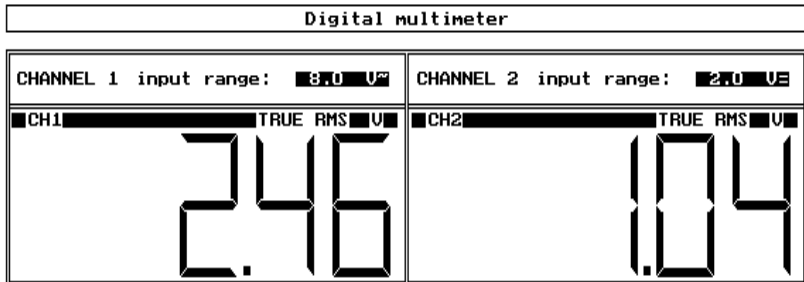 Digital multimeter
CHANNEL 1 input range: 8.0 V~
CHANNEL 2 input range: 2.0 V=
CH1 TRUE RMS V
CH2 TRUE RMS V
2.46
1.04